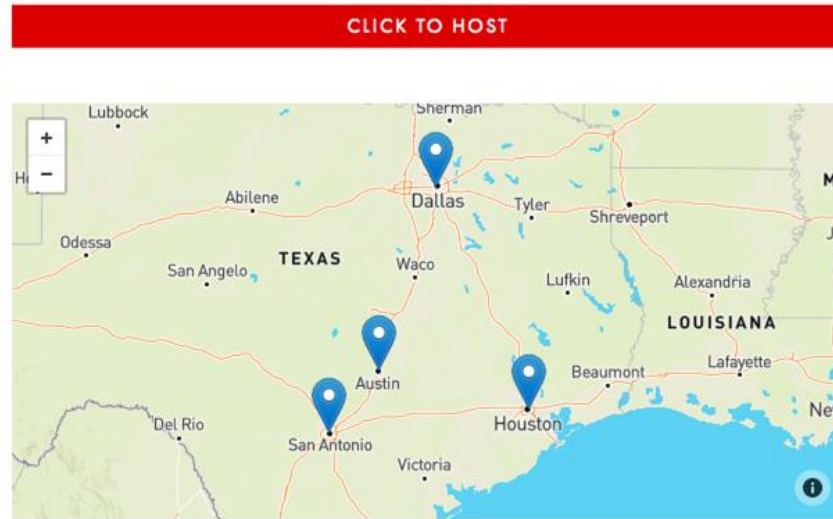 CLICK TO HOST
Lubbock
Sherman
+
−
Dallas
Abilene
Tyler
Shreveport
Odessa
TEXAS
Waco
San Angelo
Lufkin
Alexandria
LOUISIANA
Austin
Beaumont
Lafayette
Del Rio
San Antonio
Houston
Victoria
i